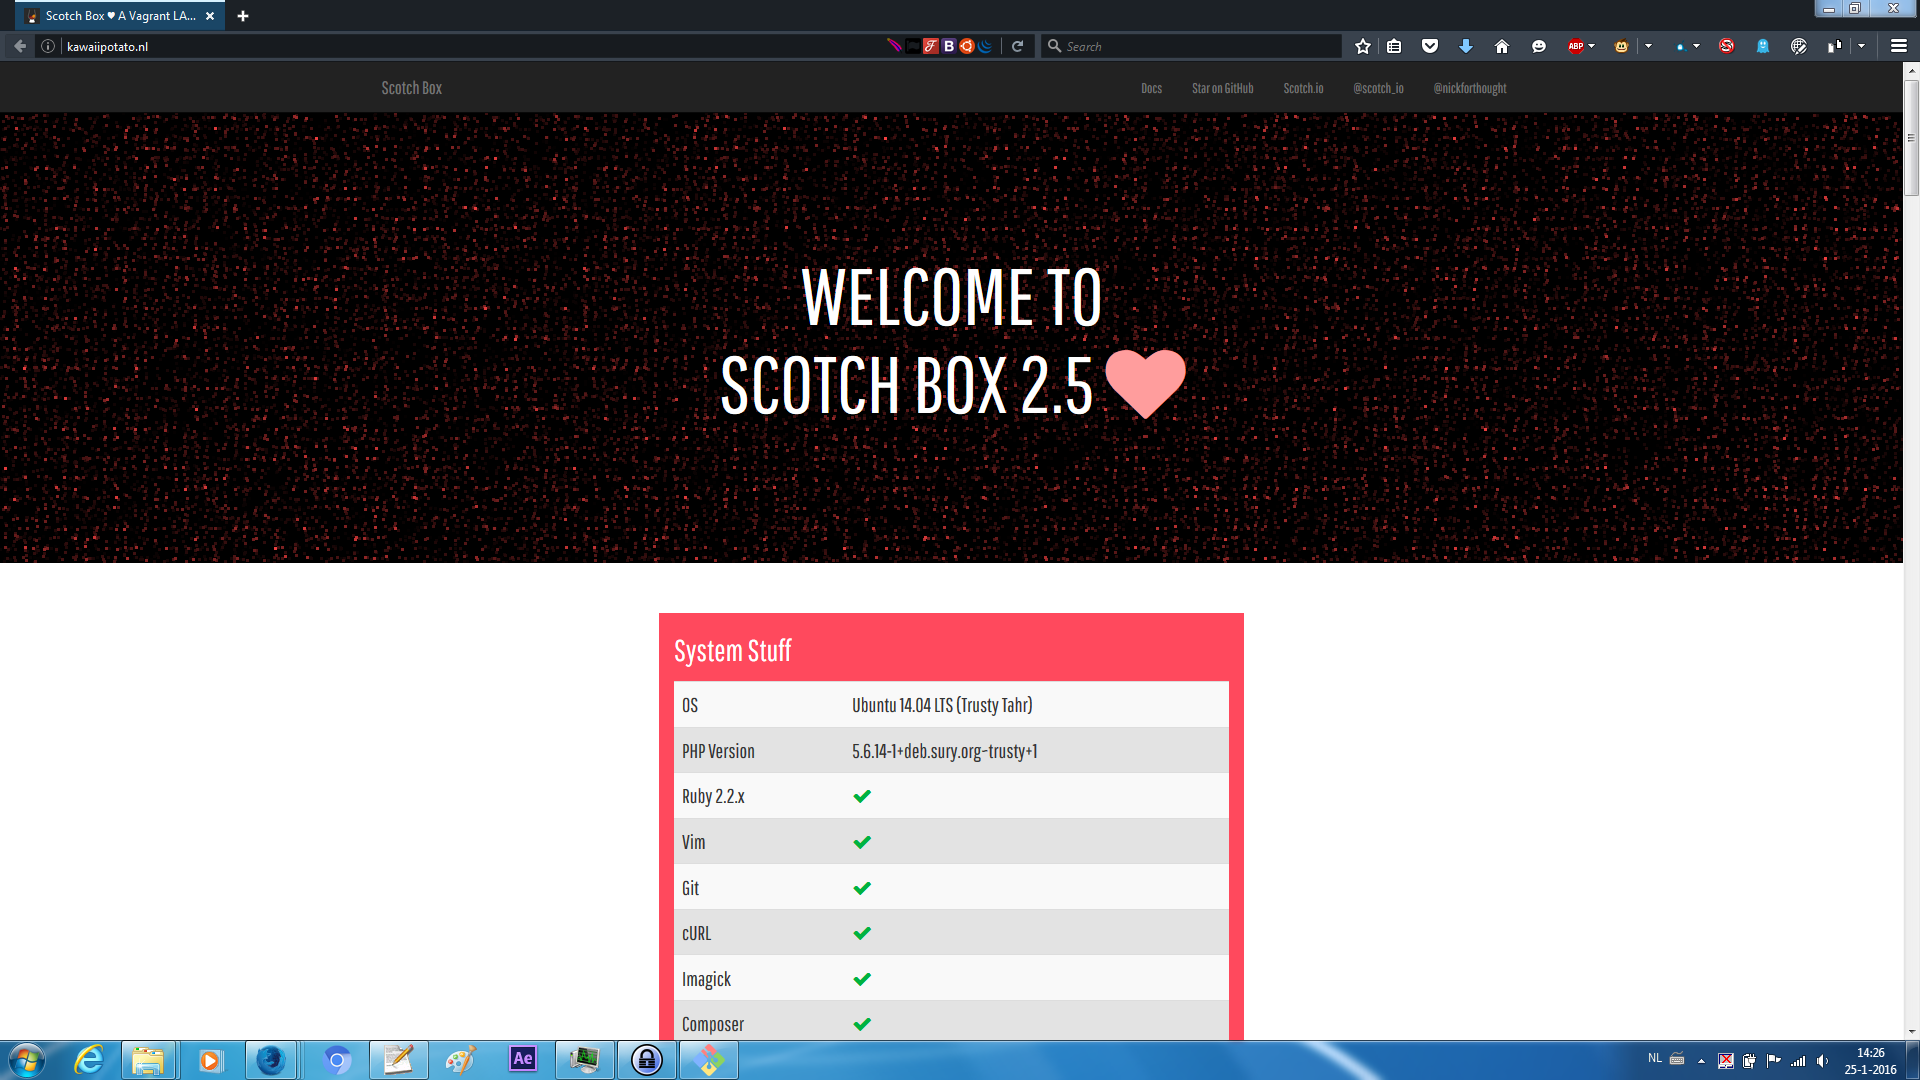 Scotch Box ♥ A Vagrant LA...
kawaiipotato.nl
Search
ABP
Scotch Box
Docs
Star on GitHub
Scotch.io
@scotch_io
@nickforthought
WELCOME TO
SCOTCH BOX 2.5
System Stuff
OS Ubuntu 14.04 LTS (Trusty Tahr)
PHP Version 5.6.14-1+deb.sury.org~trusty+1
Ruby 2.2.x
Vim
Git
cURL
Imagick
Composer
Ae
NL
14:26
25-1-2016